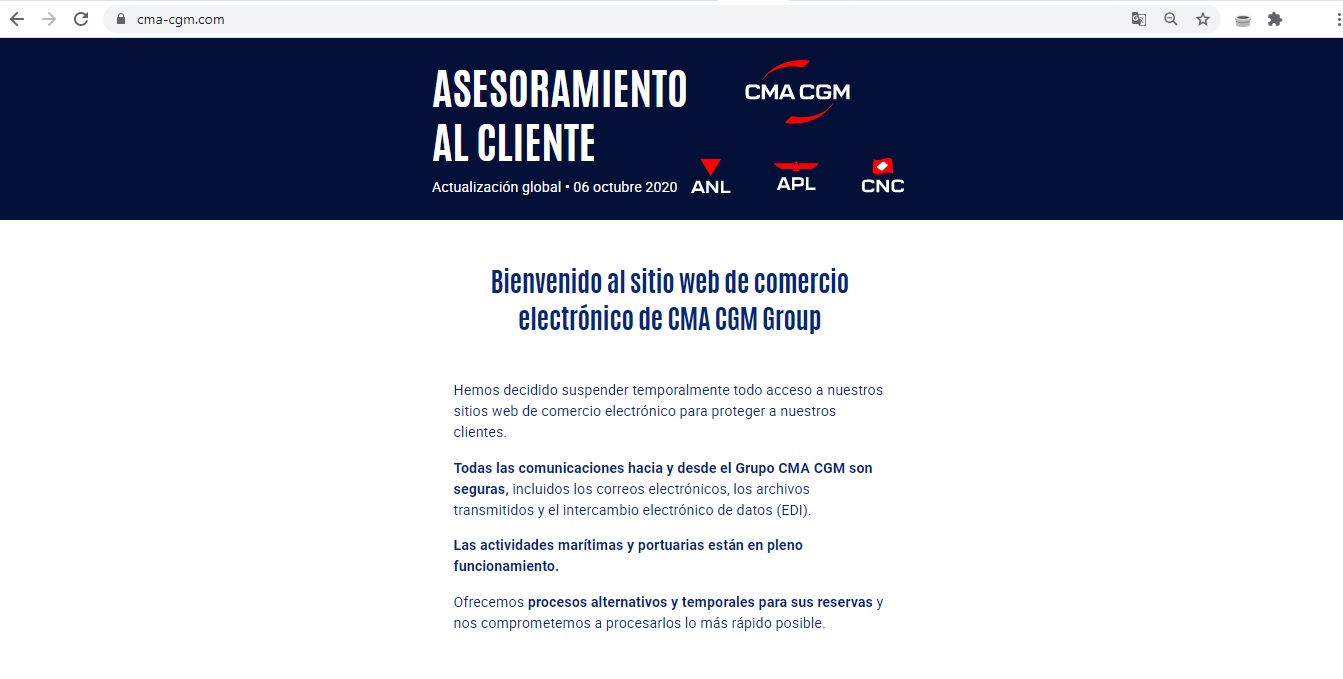 cma-cgm.com
ASESORAMIENTO
AL CLIENTE
Actualización global • 06 octubre 2020
CMA CGM
ANL
APL
CNC
Bienvenido al sitio web de comercio
electrónico de CMA CGM Group
Hemos decidido suspender temporalmente todo acceso a nuestros
sitios web de comercio electrónico para proteger a nuestros
clientes.
Todas las comunicaciones hacia y desde el Grupo CMA CGM son
seguras, incluidos los correos electrónicos, los archivos
transmitidos y el intercambio electrónico de datos (EDI).
Las actividades marítimas y portuarias están en pleno
funcionamiento.
Ofrecemos procesos alternativos y temporales para sus reservas y
nos comprometemos a procesarlos lo más rápido posible.